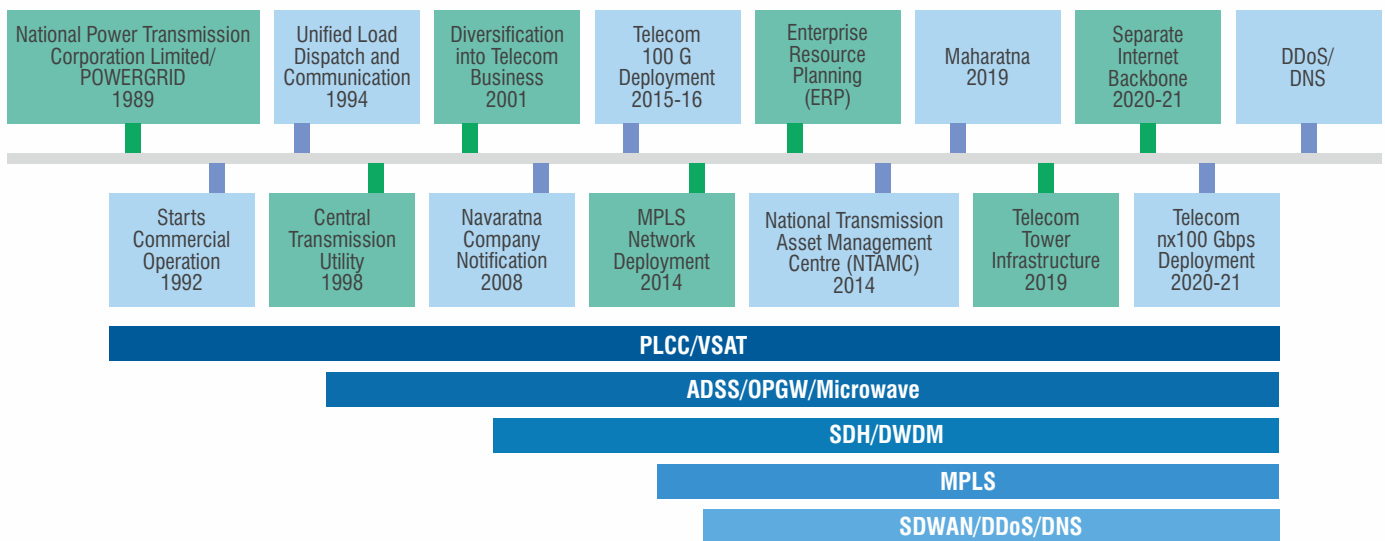 National Power Transmission
Corporation Limited/
POWERGRID
1989
Unified Load
Dispatch and
Communication
1994
Diversification
into Telecom
Business
2001
Telecom
100 G
Deployment
2015-16
Enterprise
Resource
Planning
(ERP)
Maharatna
2019
Separate
Internet
Backbone
2020-21
DDoS/
DNS
Starts
Commercial
Operation
1992
Central
Transmission
Utility
1998
Navaratna
Company
Notification
2008
MPLS
Network
Deployment
2014
National Transmission
Asset Management
Centre (NTAMC)
2014
Telecom
Tower
Infrastructure
2019
Telecom
nx100 Gbps
Deployment
2020-21
PLCC/VSAT
ADSS/OPGW/Microwave
SDH/DWDM
MPLS
SDWAN/DDoS/DNS